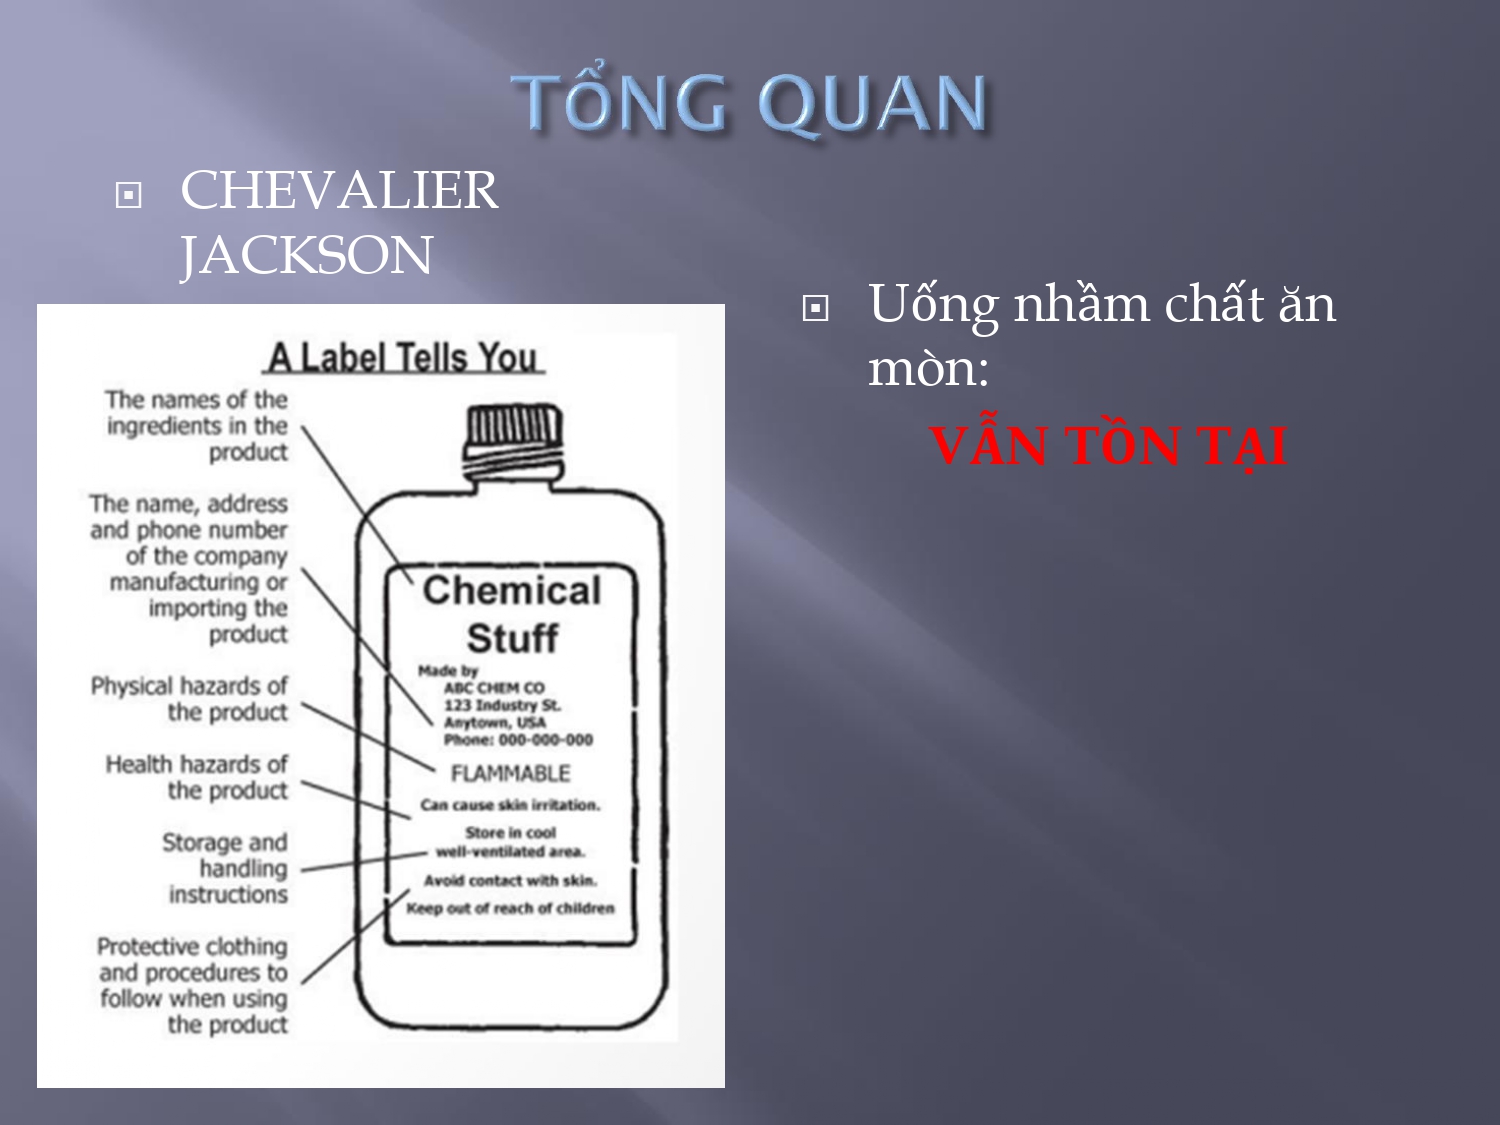 TỔNG QUAN
CHEVALIER
JACKSON
A Label Tells You
The names of the
ingredients in the
product
The name, address
and phone number
of the company
manufacturing or
importing the
product
Physical hazards of
the product
Health hazards of
the product
Storage and
handling
instructions
Protective clothing
and procedures to
follow when using
the product
Chemical
Stuff
Made by
ABC CHEM CO
123 Industry St.
Anytown, USA
Phone: 000-000-000
FLAMMABLE
Can cause skin irritation.
Store in cool
well-ventilated area.
Avoid contact with skin.
Keep out of reach of children
Uống nhầm chất ăn
mòn:
VẪN TỒN TẠI